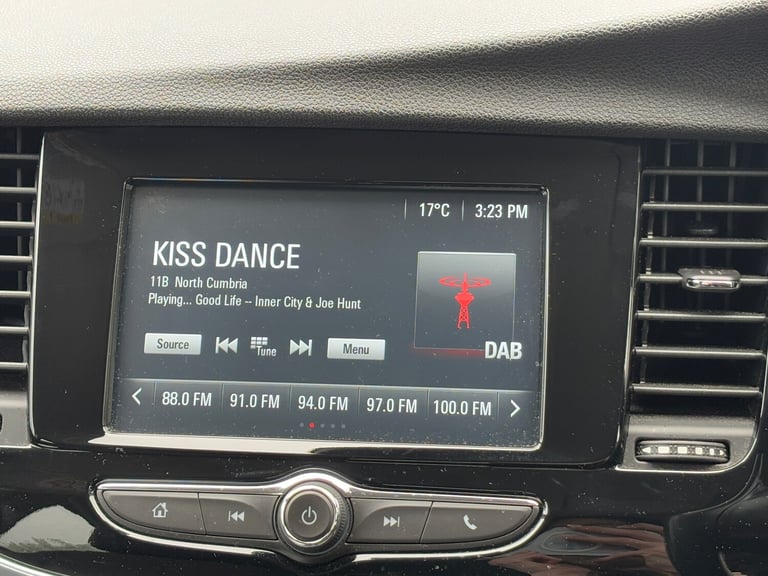 17°C 3:23 PM
KISS DANCE
11B North Cumbria
Playing... Good Life -- Inner City & Joe Hunt
Source Tune Menu
DAB
88.0 FM 91.0 FM 94.0 FM 97.0 FM 100.0 FM